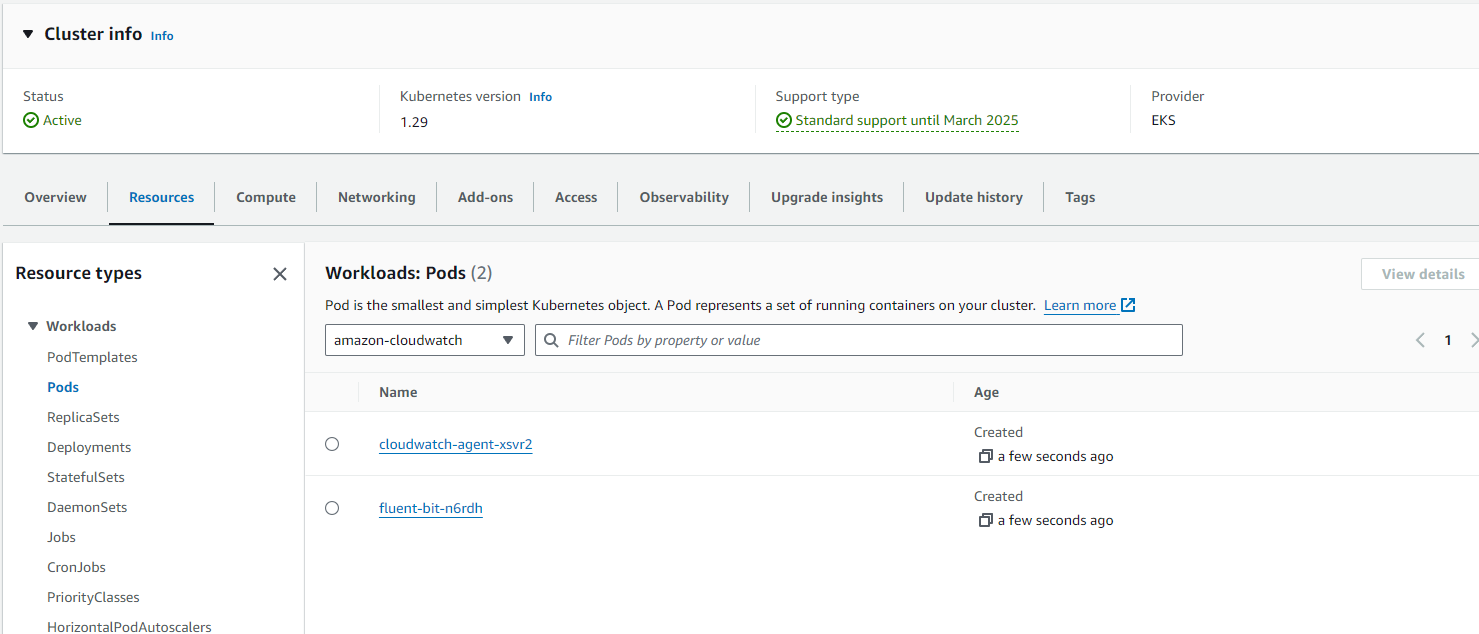 Cluster info Info
Status
Active
Kubernetes version Info
1.29
Support type
Standard support until March 2025
Provider
EKS
Overview
Resources
Compute
Networking
Add-ons
Access
Observability
Upgrade insights
Update history
Tags
Resource types
Workloads
PodTemplates
Pods
ReplicaSets
Deployments
StatefulSets
DaemonSets
Jobs
CronJobs
PriorityClasses
HorizontalPodAutoscalers
Workloads: Pods (2)
View details
Pod is the smallest and simplest Kubernetes object. A Pod represents a set of running containers on your cluster. Learn more
amazon-cloudwatch
Filter Pods by property or value
1
Name
Age
cloudwatch-agent-xsvr2
Created
a few seconds ago
fluent-bit-n6rdh
Created
a few seconds ago